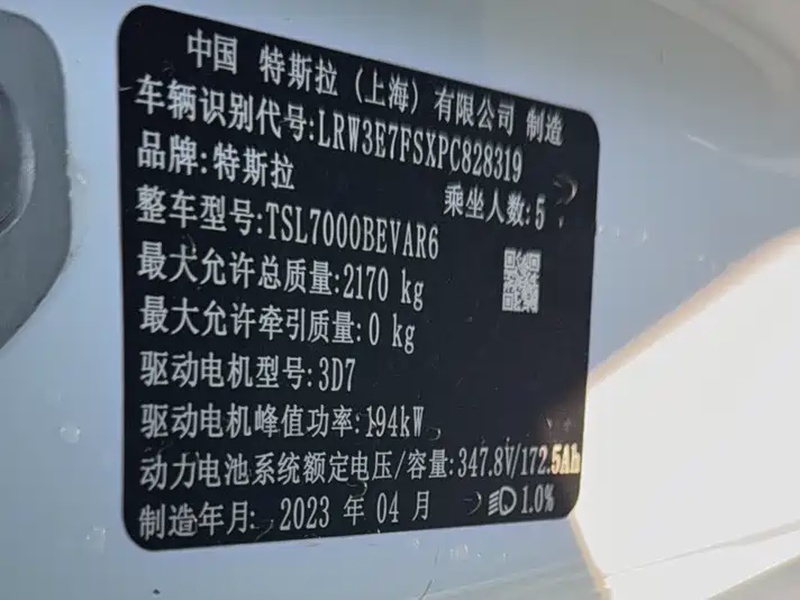 中国 特斯拉（上海）有限公司 制造
车辆识别代号:LRW3E7FSXPC828319
品牌:特斯拉
乘坐人数:5
整车型号:TSL7000BEVAR6
最大允许总质量:2170 kg
最大允许牵引质量:0 kg
驱动电机型号:3D7
驱动电机峰值功率:194kW
动力电池系统额定电压/容量:347.8V/172.5Ah
制造年月: 2023 年 04 月
1.0%